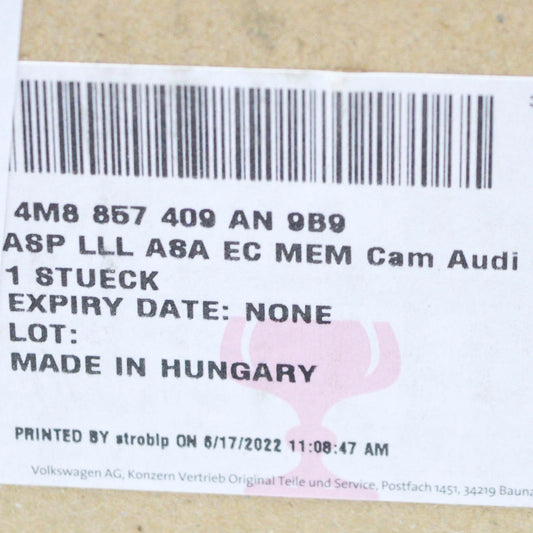 4M8 857 409 AN 9B9
ASP LLL ASA EC MEM Cam Audi
1 STUECK
EXPIRY DATE: NONE
LOT:
MADE IN HUNGARY
PRINTED BY stroblp ON 6/17/2022 11:08:47 AM
Volkswagen AG, Konzern Vertrieb Original Teile und Service, Postfach 1451, 34219 Bauna